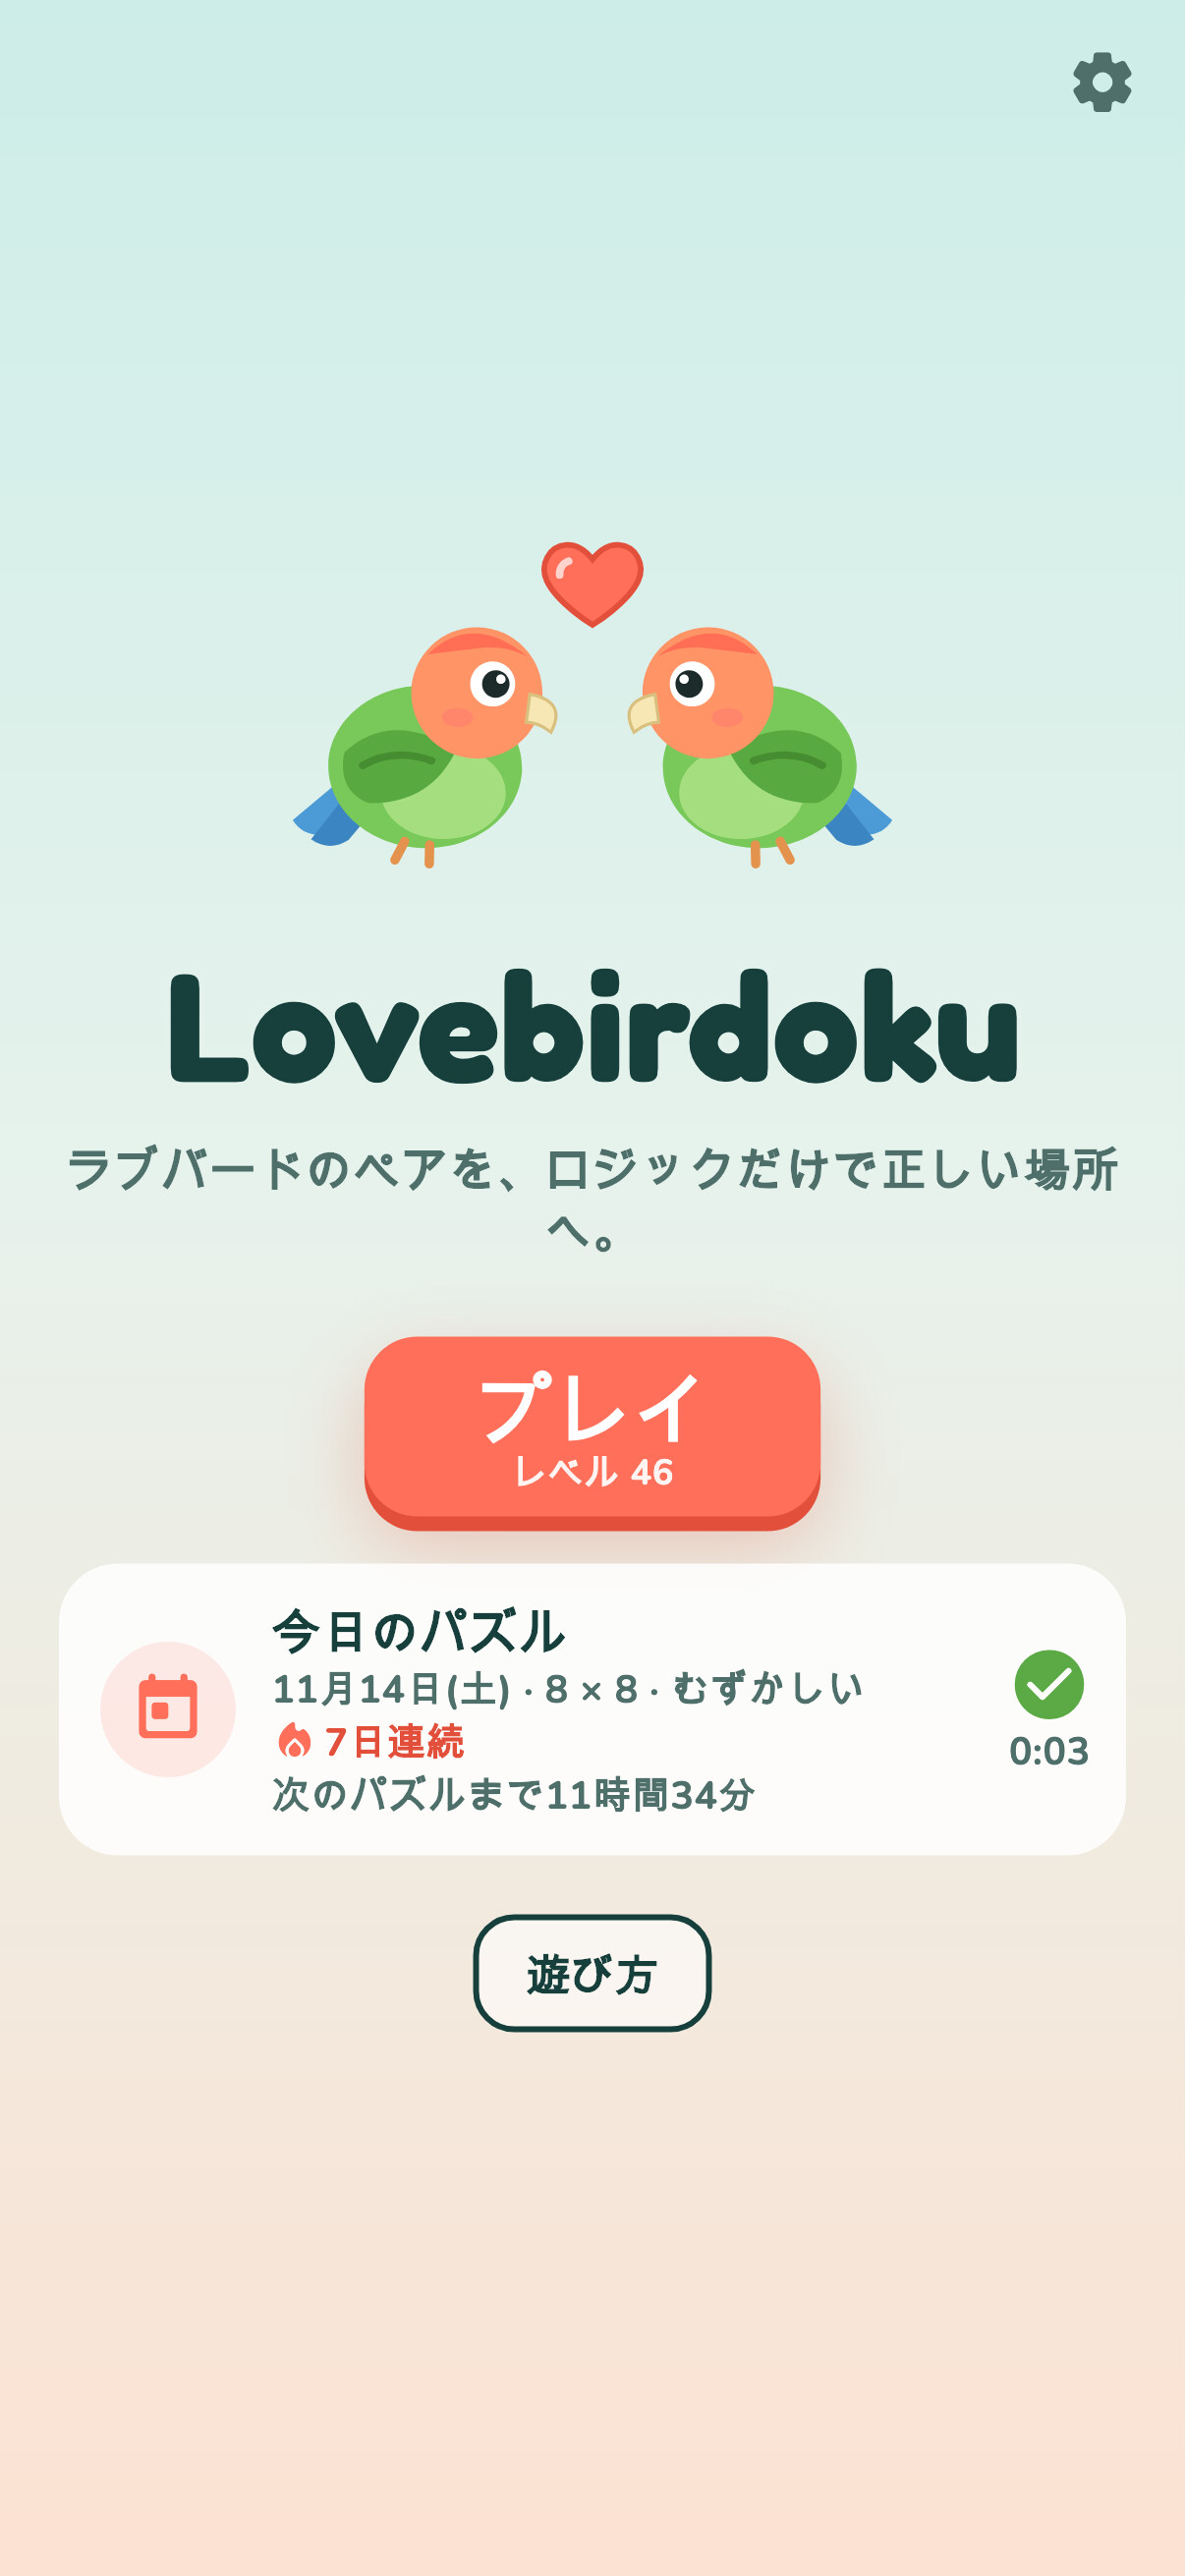 Lovebirdoku
ラブバードのペアを、ロジックだけで正しい場所
へ。
プレイ
レベル 46
今日のパズル
11月14日(土) · 8 × 8 · むずかしい
7日連続
次のパズルまで11時間34分
0:03
遊び方